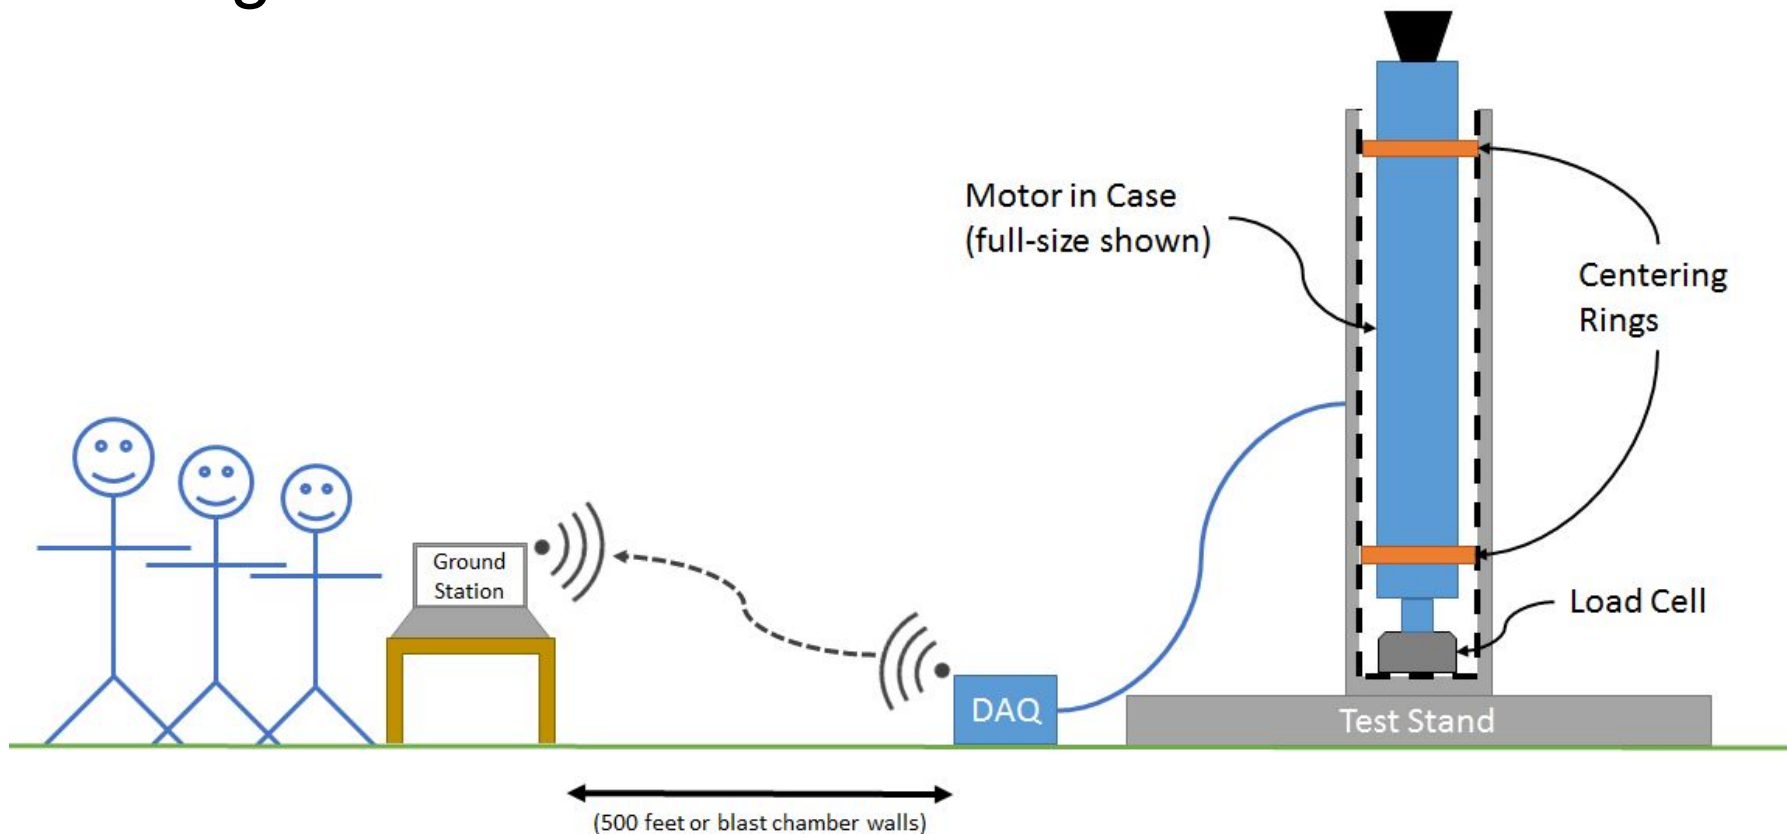 Motor in Case
(full-size shown)
Centering
Rings
Load Cell
Ground
Station
DAQ
Test Stand
(500 feet or blast chamber walls)